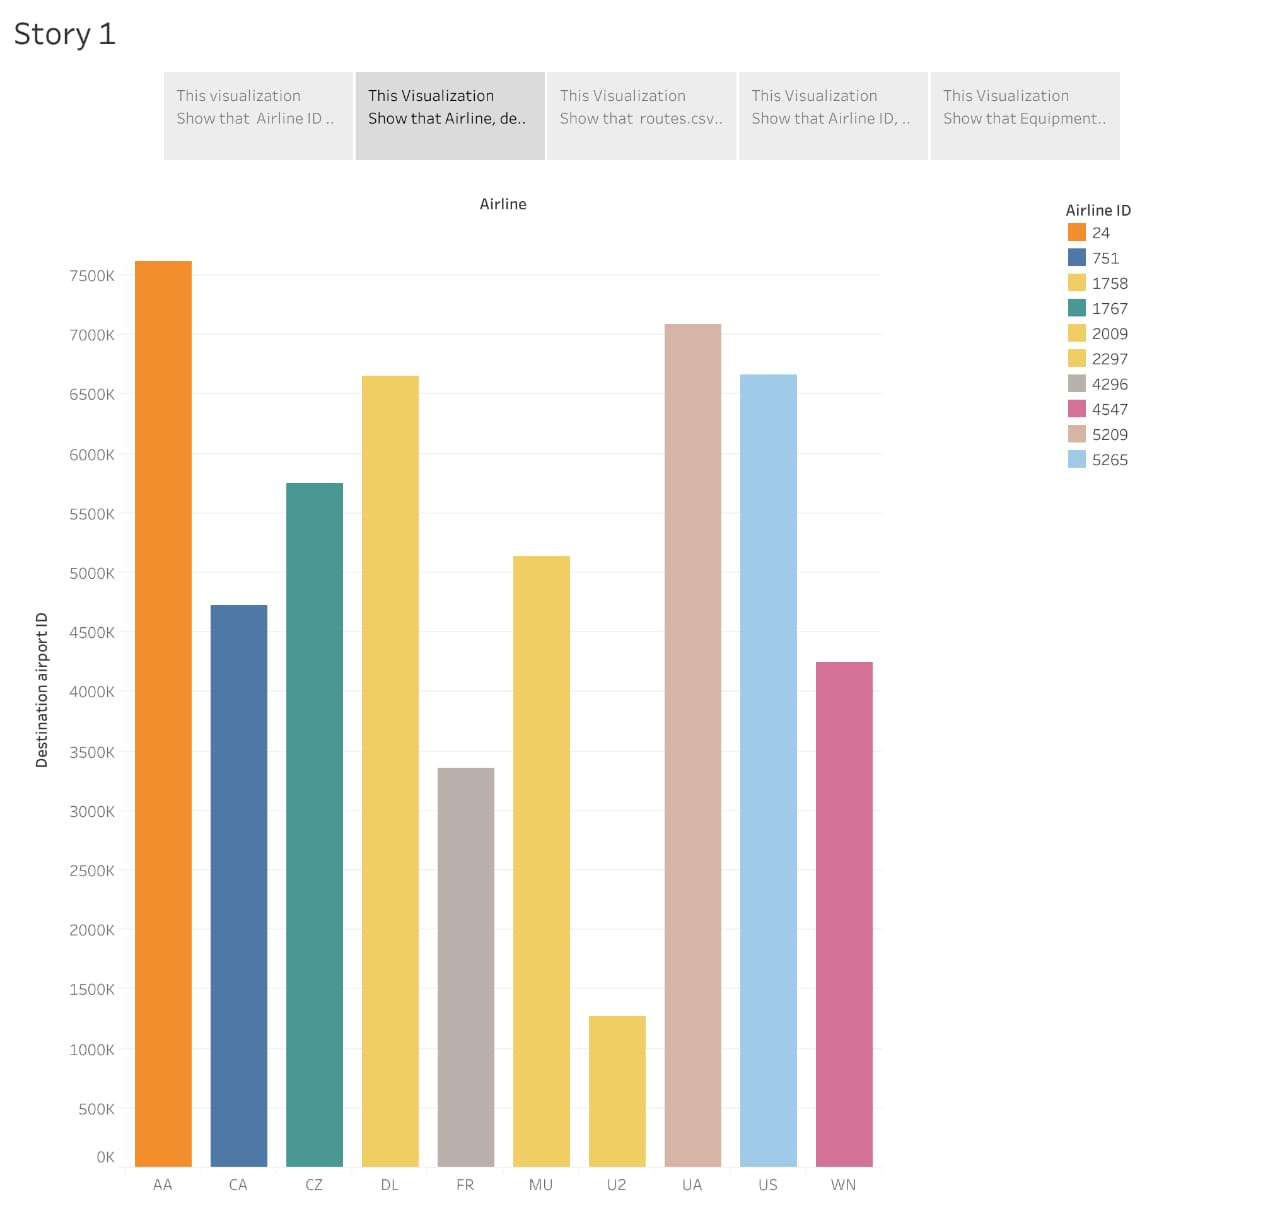 Story 1
This visualization
Show that Airline ID ..
This Visualization
Show that Airline, de..
This Visualization
Show that routes.csv..
This Visualization
Show that Airline ID, ..
This Visualization
Show that Equipment..
Airline
Airline ID
24
751
1758
1767
2009
2297
4296
4547
5209
5265
Destination airport ID
7500K
7000K
6500K
6000K
5500K
5000K
4500K
4000K
3500K
3000K
2500K
2000K
1500K
1000K
500K
0K
AA CA CZ DL FR MU U2 UA US WN